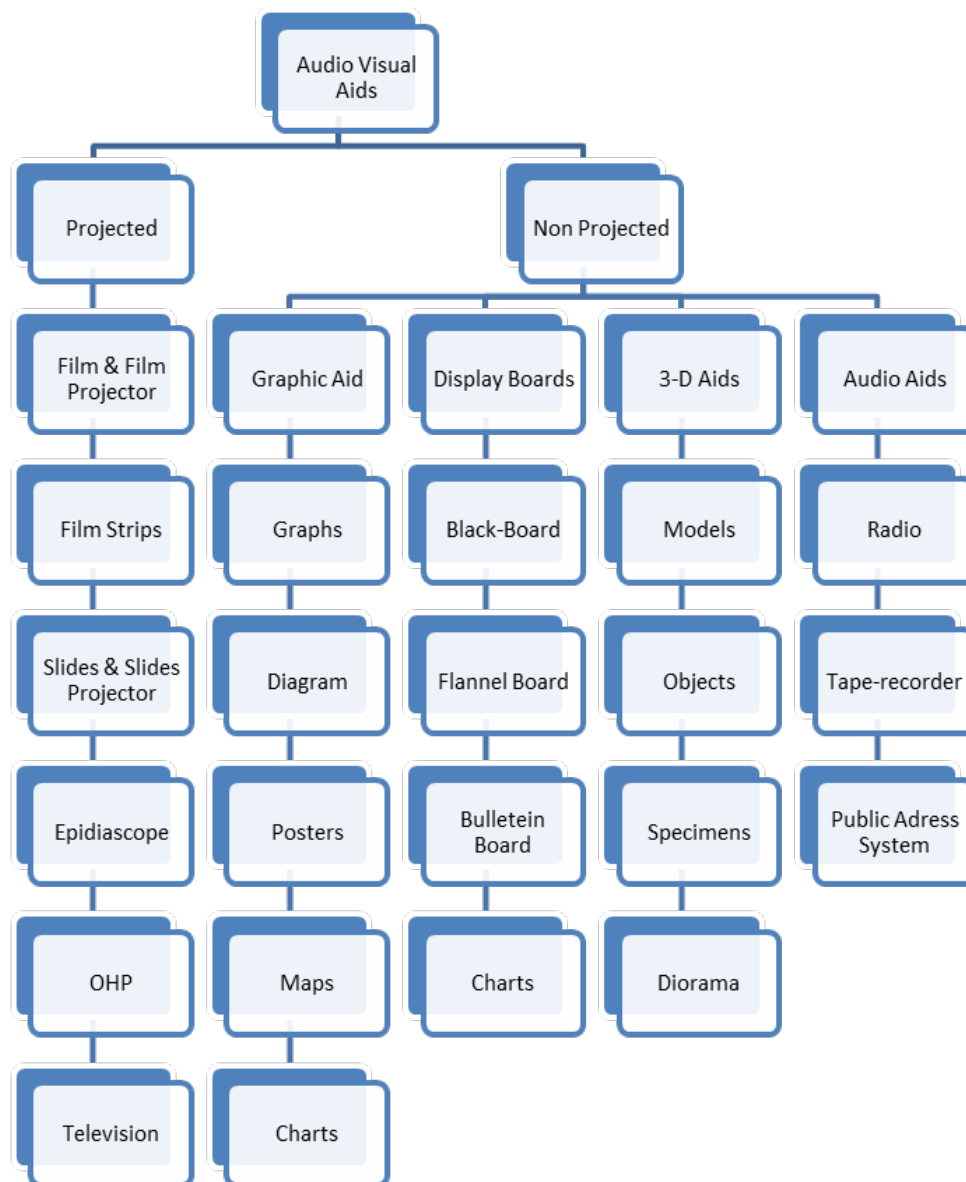 Audio Visual
Aids
Projected
Non Projected
Film & Film
Projector
Graphic Aid
Display Boards
3-D Aids
Audio Aids
Film Strips
Graphs
Black-Board
Models
Radio
Slides & Slides
Projector
Diagram
Flannel Board
Objects
Tape-recorder
Epidiascope
Posters
Bulletein
Board
Specimens
Public Adress
System
OHP
Maps
Charts
Diorama
Television
Charts